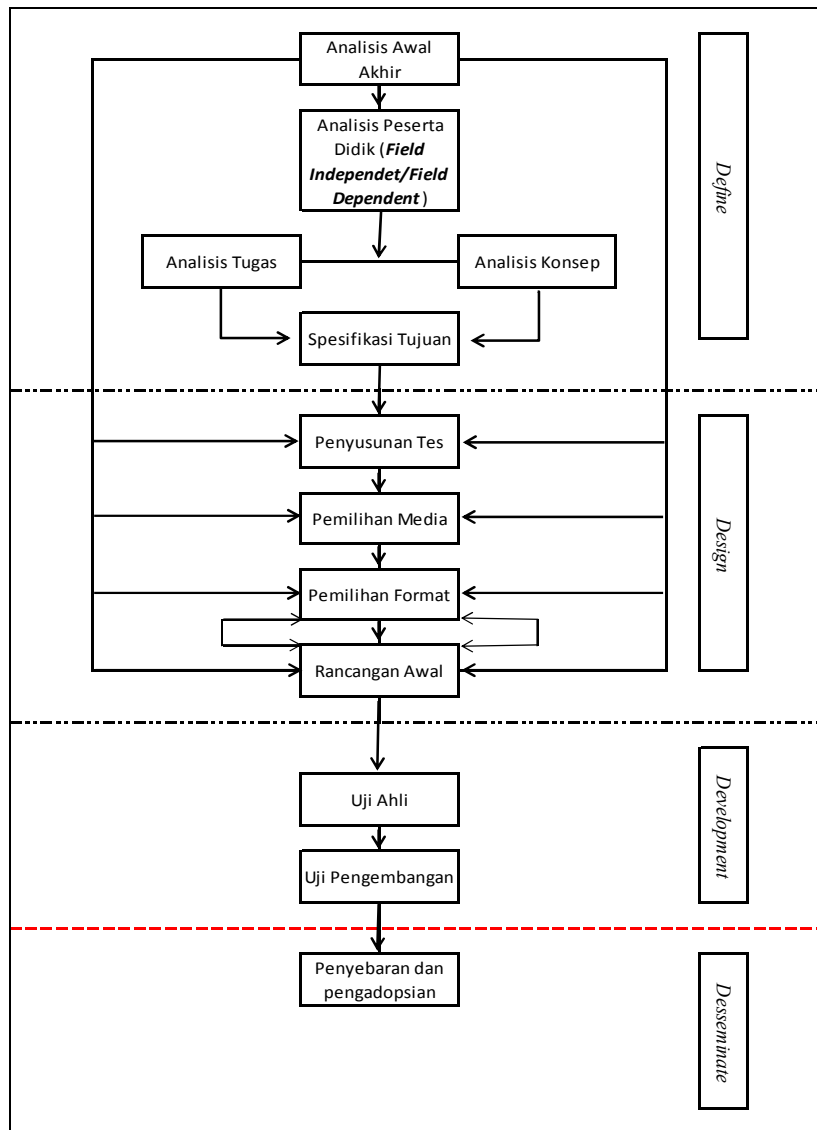 Analisis Awal
Akhir
Analisis Peserta
Didik (Field
Independet/Field
Dependent )
Define
Analisis Tugas
Analisis Konsep
Spesifikasi Tujuan
Penyusunan Tes
Pemilihan Media
Design
Pemilihan Format
Rancangan Awal
Uji Ahli
Development
Uji Pengembangan
Penyebaran dan
pengadopsian
Desseminate